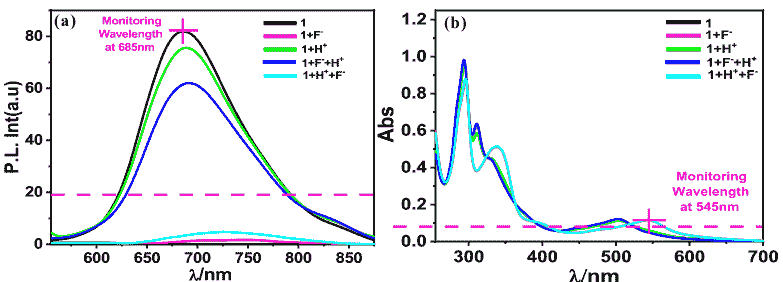 (a)
Monitoring
Wavelength
at 685nm
1
1+F-
1+H+
1+F-+H+
1+H++F-
80
60
40
20
0
P.L. Int(a.u)
600 650 700 750 800 850
λ/nm
(b)
1
1+F-
1+H+
1+F-+H+
1+H++F-
1.2
1.0
0.8
0.6
0.4
0.2
0.0
Abs
Monitoring
Wavelength
at 545nm
300 400 500 600 700
λ/nm